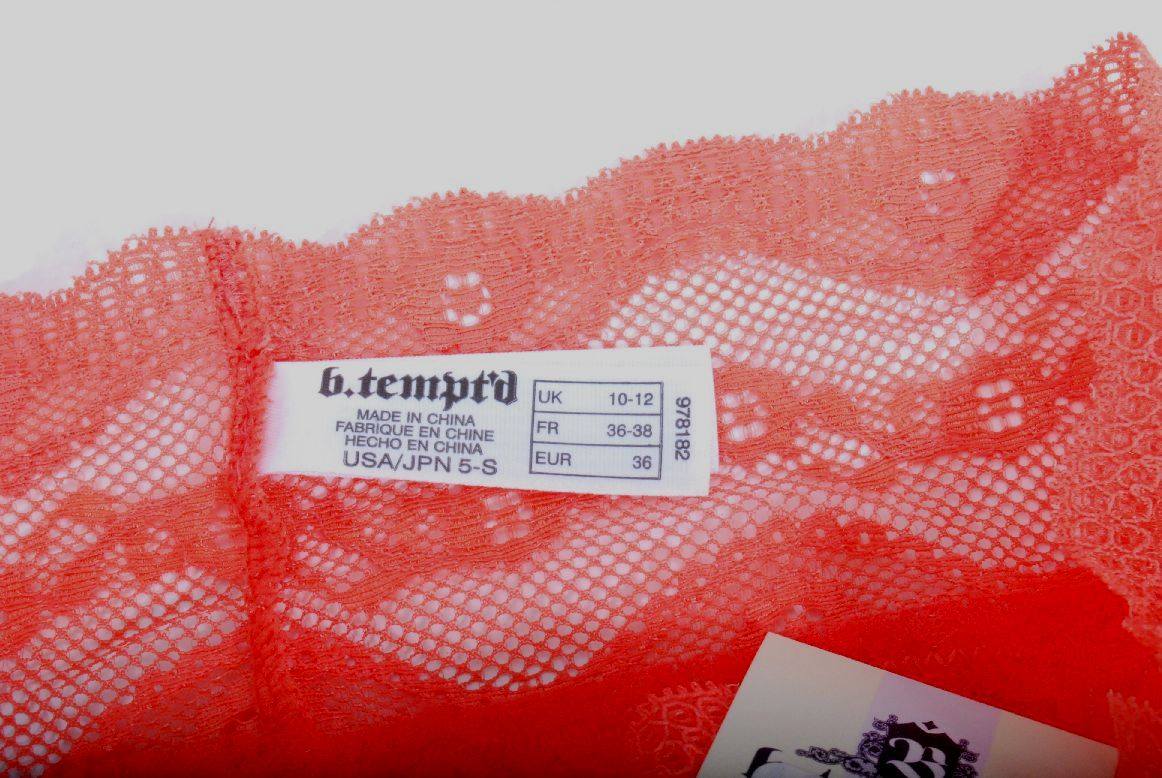 b.tempt'd
MADE IN CHINA
FABRIQUE EN CHINE
HECHO EN CHINA
USA/JPN 5-S
UK 10-12
FR 36-38
EUR 36
978182